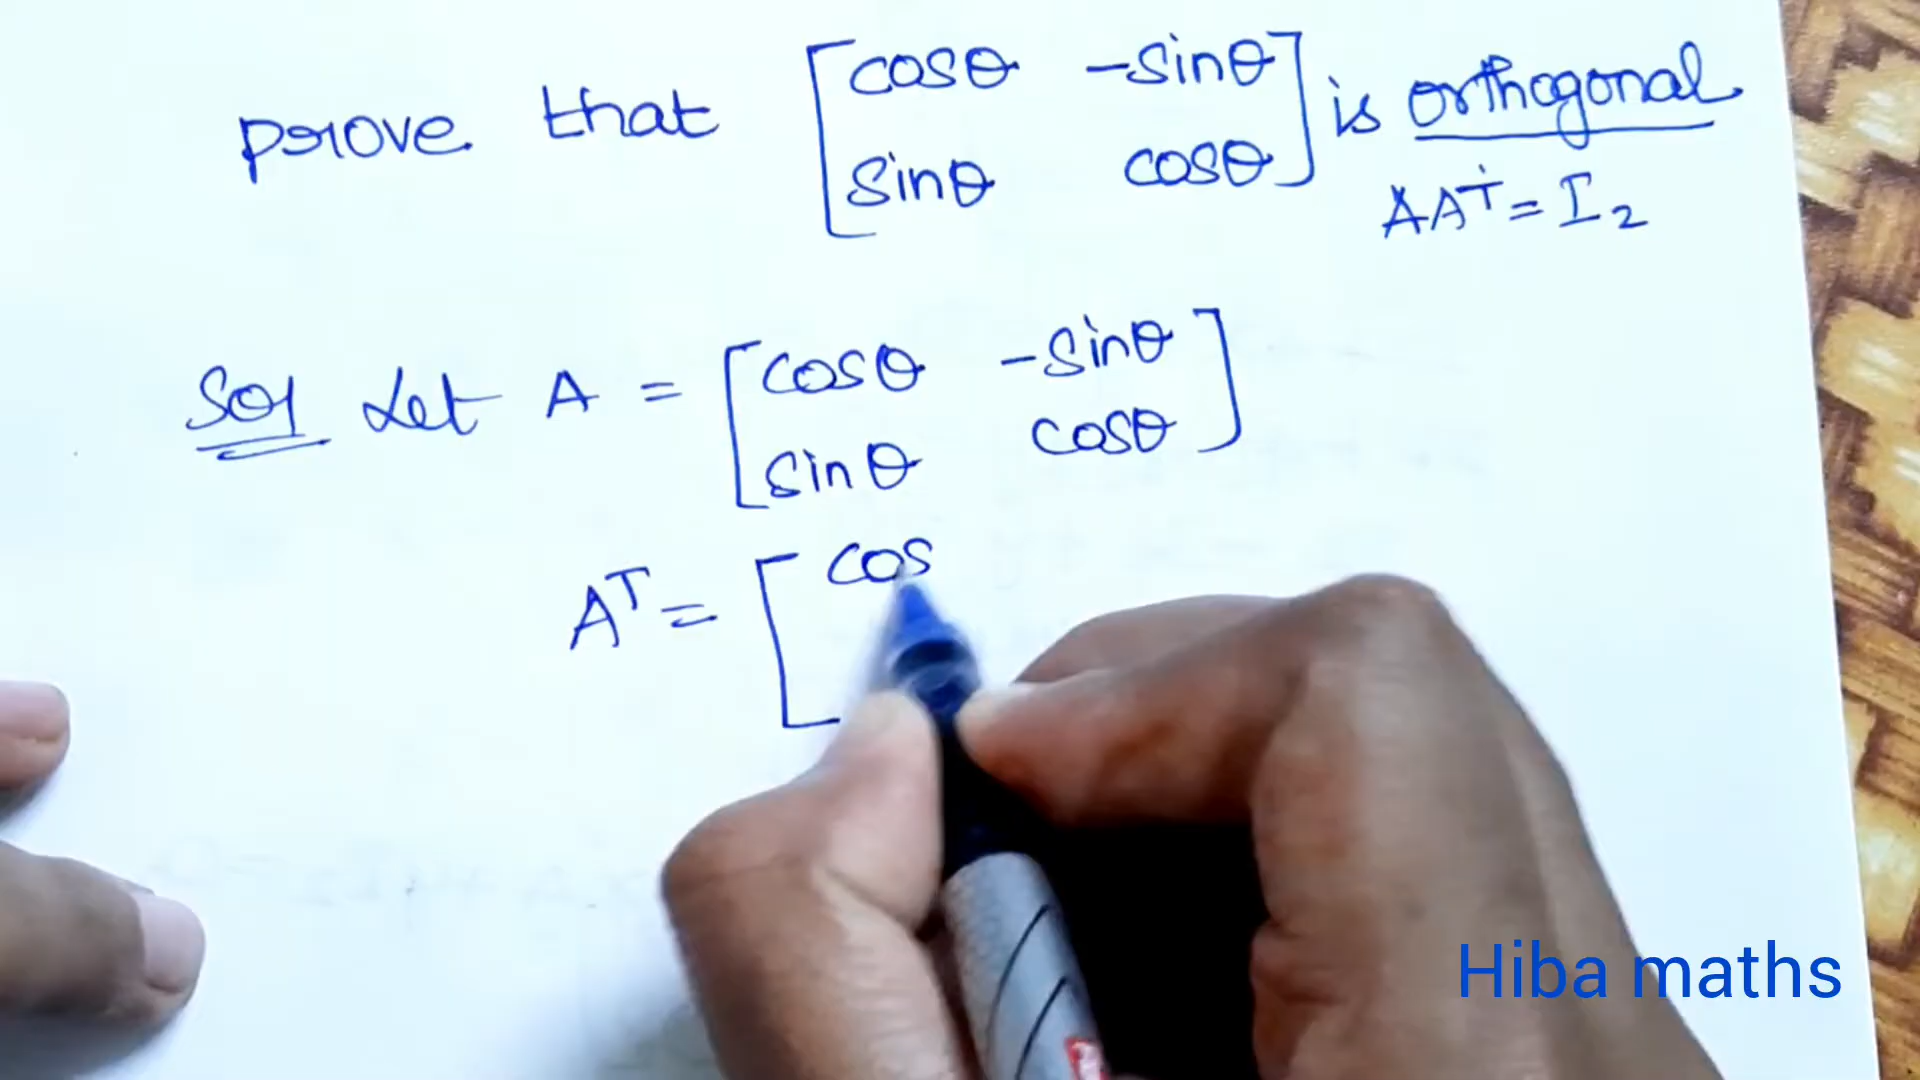 prove that [cosθ -sinθ
sinθ cosθ] is orthogonal
AAᵀ = I₂
Sol Let A = [cosθ -sinθ
sinθ cosθ]
Aᵀ = [cos
Hiba maths